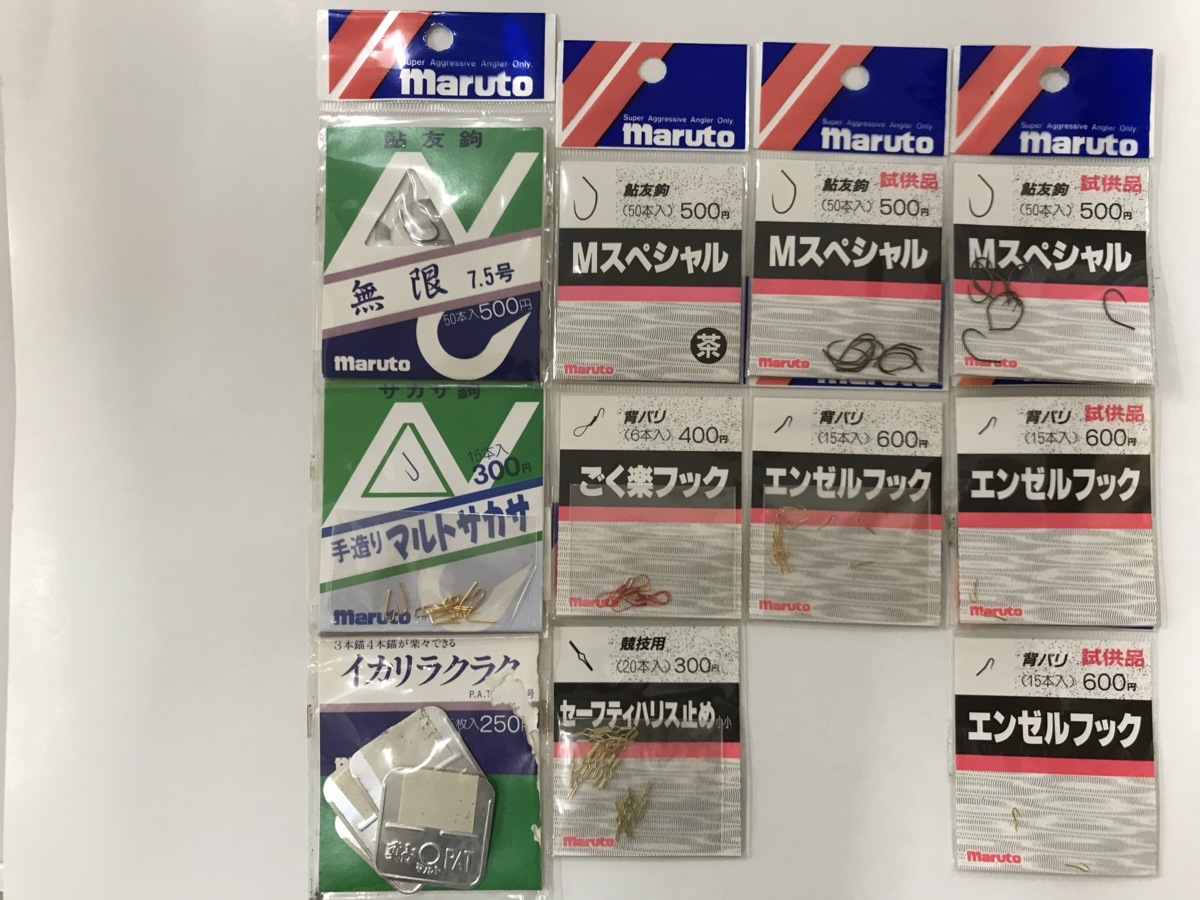 Super Aggressive Angler Only.
maruto
鮎友鈎
無限 7.5号
50本入500円
maruto
サカサ鈎
15本入
300円
手造りマルトサカサ
maruto
3本錨4本錨が楽々できる
イカリラクラク
P.A.T
号
枚入250円
PAT
マルト
Super Aggressive Angler Only.
maruto
鮎友鈎
(50本入) 500円
Mスペシャル
茶
maruto
背バリ
(6本入) 400円
ごく楽フック
maruto
競技用
(20本入) 300円
セーフティハリス止め小小
maruto
Super Aggressive Angler Only.
maruto
鮎友鈎 試供品
(50本入) 500円
Mスペシャル
maruto
背バリ
(15本入) 600円
エンゼルフック
maruto
Super Aggressive Angler Only.
maruto
鮎友鈎 試供品
(50本入) 500円
Mスペシャル
maruto
背バリ 試供品
(15本入) 600円
エンゼルフック
maruto
背バリ 試供品
(15本入) 600円
エンゼルフック
maruto